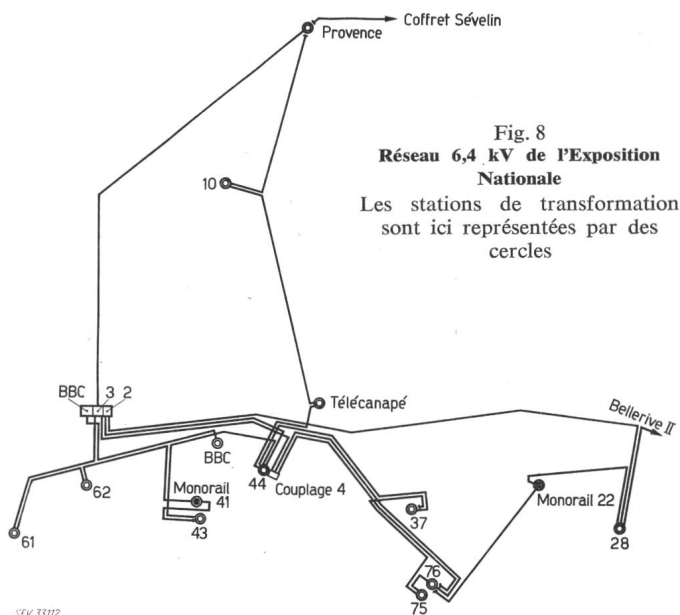 Coffret Sévelin
Provence
Fig. 8
Réseau 6,4 kV de l'Exposition
Nationale
Les stations de transformation
sont ici représentées par des
cercles
10
Télécanapé
BBC 3 2
Bellerive II
BBC
62
Monorail
41
43
44
Couplage 4
37
Monorail 22
28
61
76
75
SEV 33112